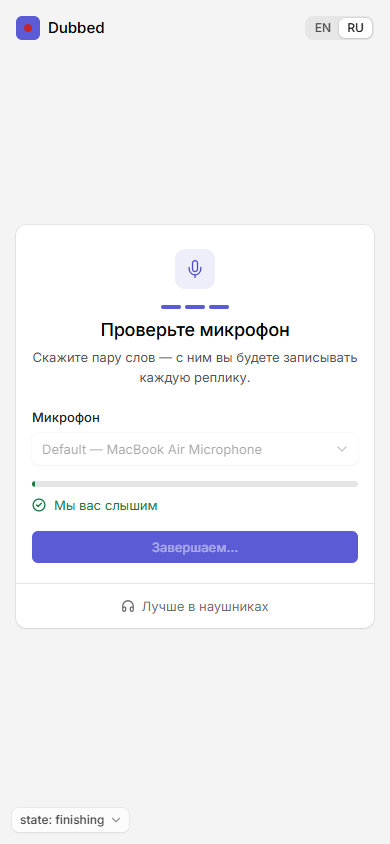 Dubbed
EN RU
Проверьте микрофон
Скажите пару слов — с ним вы будете записывать
каждую реплику.
Микрофон
Default — MacBook Air Microphone
Мы вас слышим
Завершаем...
Лучше в наушниках
state: finishing